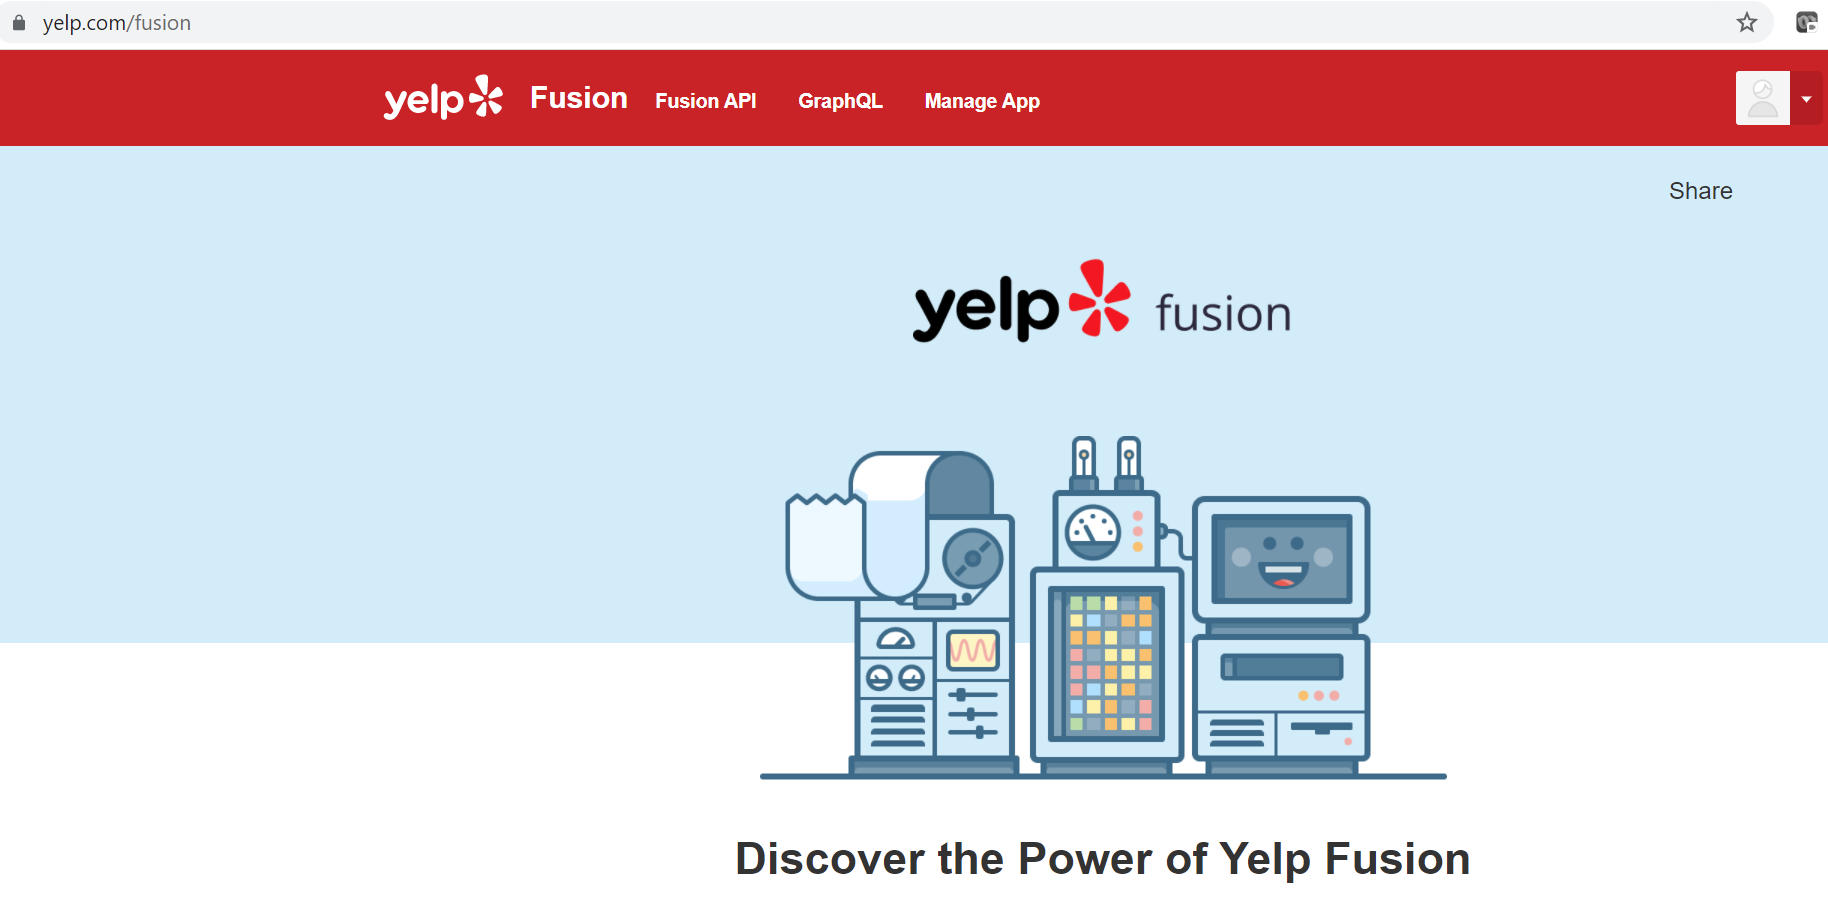 yelp.com/fusion
yelp Fusion Fusion API GraphQL Manage App
Share
yelp fusion
Discover the Power of Yelp Fusion